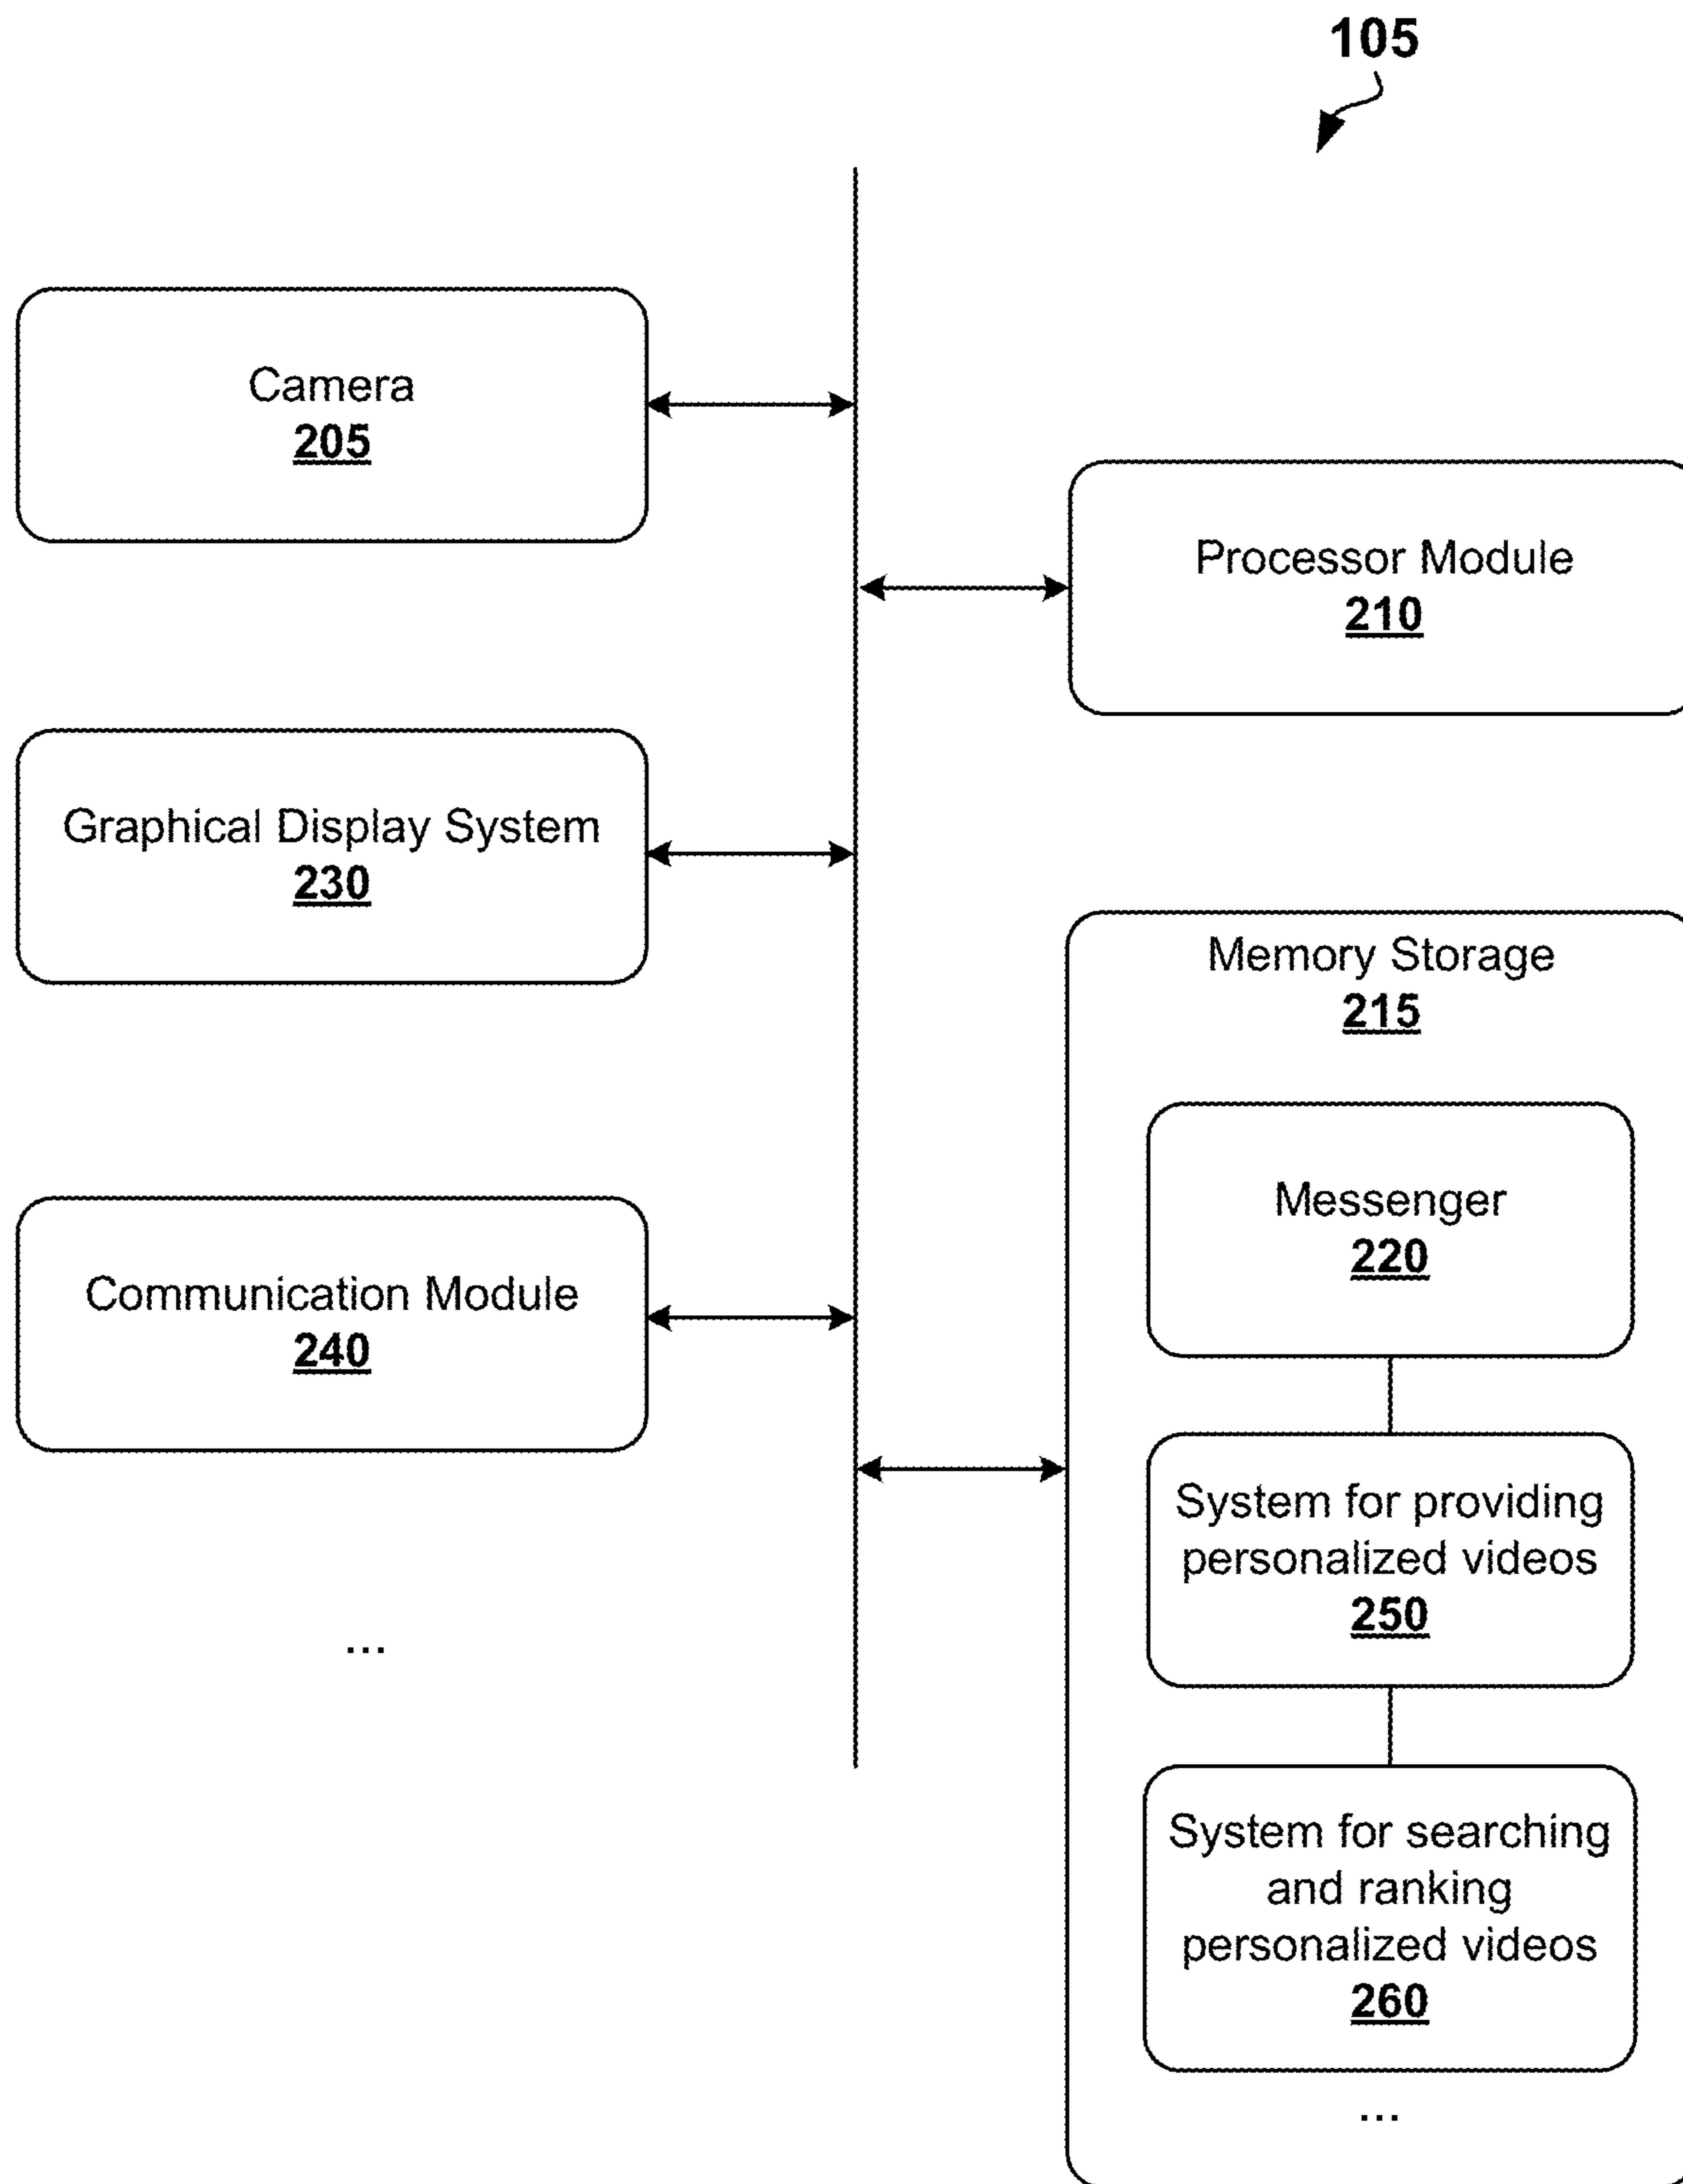 105
Camera
205
Processor Module
210
Graphical Display System
230
Memory Storage
215
Messenger
220
Communication Module
240
System for providing
personalized videos
250
...
System for searching
and ranking
personalized videos
260
...